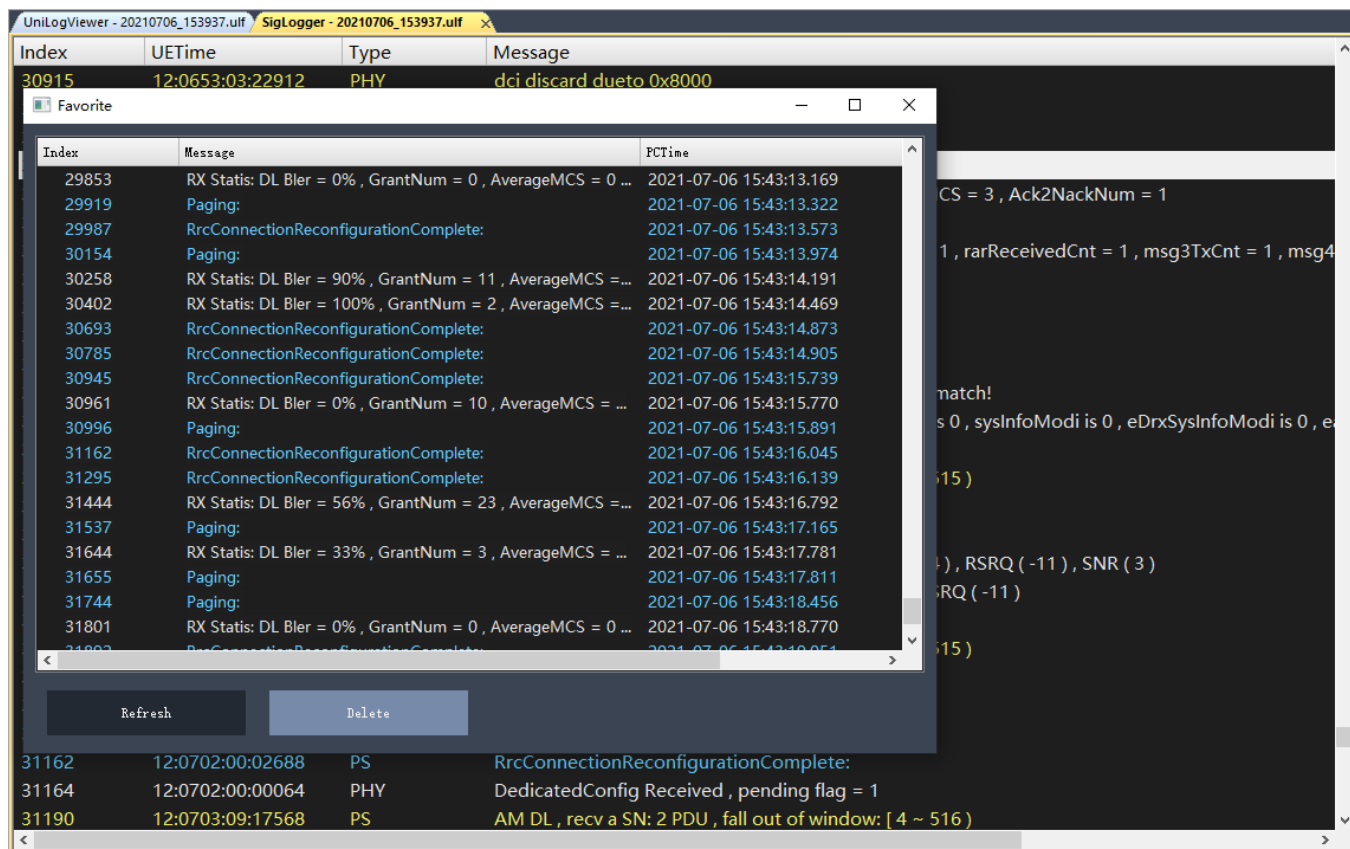 UniLogViewer - 20210706_153937.ulf SigLogger - 20210706_153937.ulf
Index UETime Type Message
30915 12:0653:03:22912 PHY dci discard dueto 0x8000
Favorite
Index Message PCTime
29853 RX Statis: DL Bler = 0% , GrantNum = 0 , AverageMCS = 0 ... 2021-07-06 15:43:13.169
29919 Paging: 2021-07-06 15:43:13.322
29987 RrcConnectionReconfigurationComplete: 2021-07-06 15:43:13.573
30154 Paging: 2021-07-06 15:43:13.974
30258 RX Statis: DL Bler = 90% , GrantNum = 11 , AverageMCS =... 2021-07-06 15:43:14.191
30402 RX Statis: DL Bler = 100% , GrantNum = 2 , AverageMCS =... 2021-07-06 15:43:14.469
30693 RrcConnectionReconfigurationComplete: 2021-07-06 15:43:14.873
30785 RrcConnectionReconfigurationComplete: 2021-07-06 15:43:14.905
30945 RrcConnectionReconfigurationComplete: 2021-07-06 15:43:15.739
30961 RX Statis: DL Bler = 0% , GrantNum = 10 , AverageMCS = ... 2021-07-06 15:43:15.770
30996 Paging: 2021-07-06 15:43:15.891
31162 RrcConnectionReconfigurationComplete: 2021-07-06 15:43:16.045
31295 RrcConnectionReconfigurationComplete: 2021-07-06 15:43:16.139
31444 RX Statis: DL Bler = 56% , GrantNum = 23 , AverageMCS =... 2021-07-06 15:43:16.792
31537 Paging: 2021-07-06 15:43:17.165
31644 RX Statis: DL Bler = 33% , GrantNum = 3 , AverageMCS = ... 2021-07-06 15:43:17.781
31655 Paging: 2021-07-06 15:43:17.811
31744 Paging: 2021-07-06 15:43:18.456
31801 RX Statis: DL Bler = 0% , GrantNum = 0 , AverageMCS = 0 ... 2021-07-06 15:43:18.770
Refresh Delete
CS = 3 , Ack2NackNum = 1
1 , rarReceivedCnt = 1 , msg3TxCnt = 1 , msg4
match!
s 0 , sysInfoModi is 0 , eDrxSysInfoModi is 0 , ea
515 )
) , RSRQ ( -11 ) , SNR ( 3 )
SRQ ( -11 )
515 )
31162 12:0702:00:02688 PS RrcConnectionReconfigurationComplete:
31164 12:0702:00:00064 PHY DedicatedConfig Received , pending flag = 1
31190 12:0703:09:17568 PS AM DL , recv a SN: 2 PDU , fall out of window: [ 4 ~ 516 )